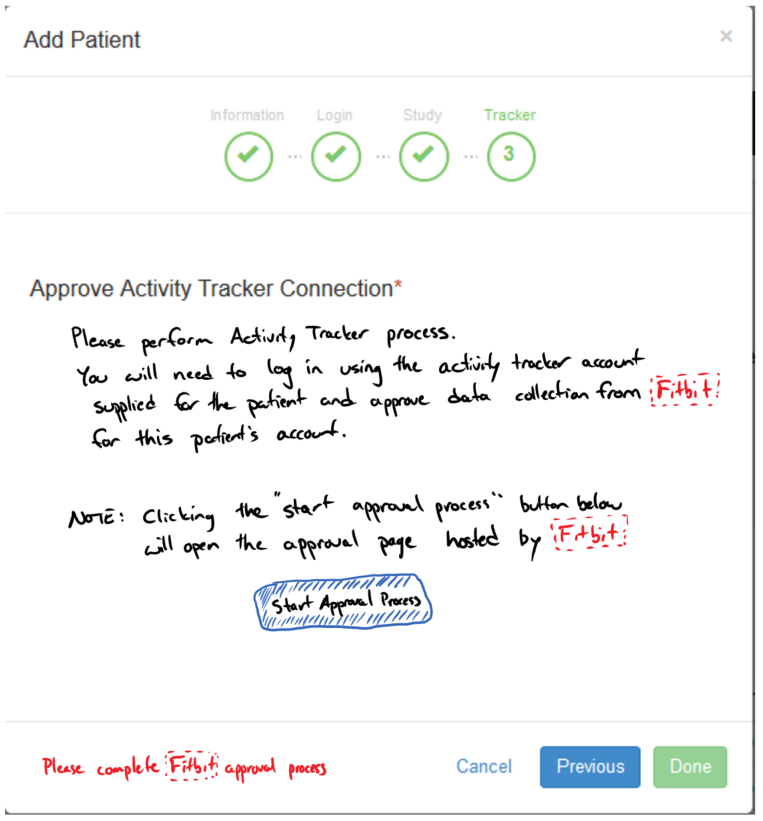 Add Patient ×
Information Login Study Tracker
✔ ... ✔ ... ✔ ... 3
Approve Activity Tracker Connection*
Please perform Activity Tracker process.
You will need to log in using the activity tracker account
supplied for the patient and approve data collection from Fitbit
for this patient's account.
NOTE: Clicking the "start approval process" button below
will open the approval page hosted by Fitbit
Start Approval Process
Please complete Fitbit approval process
Cancel Previous Done